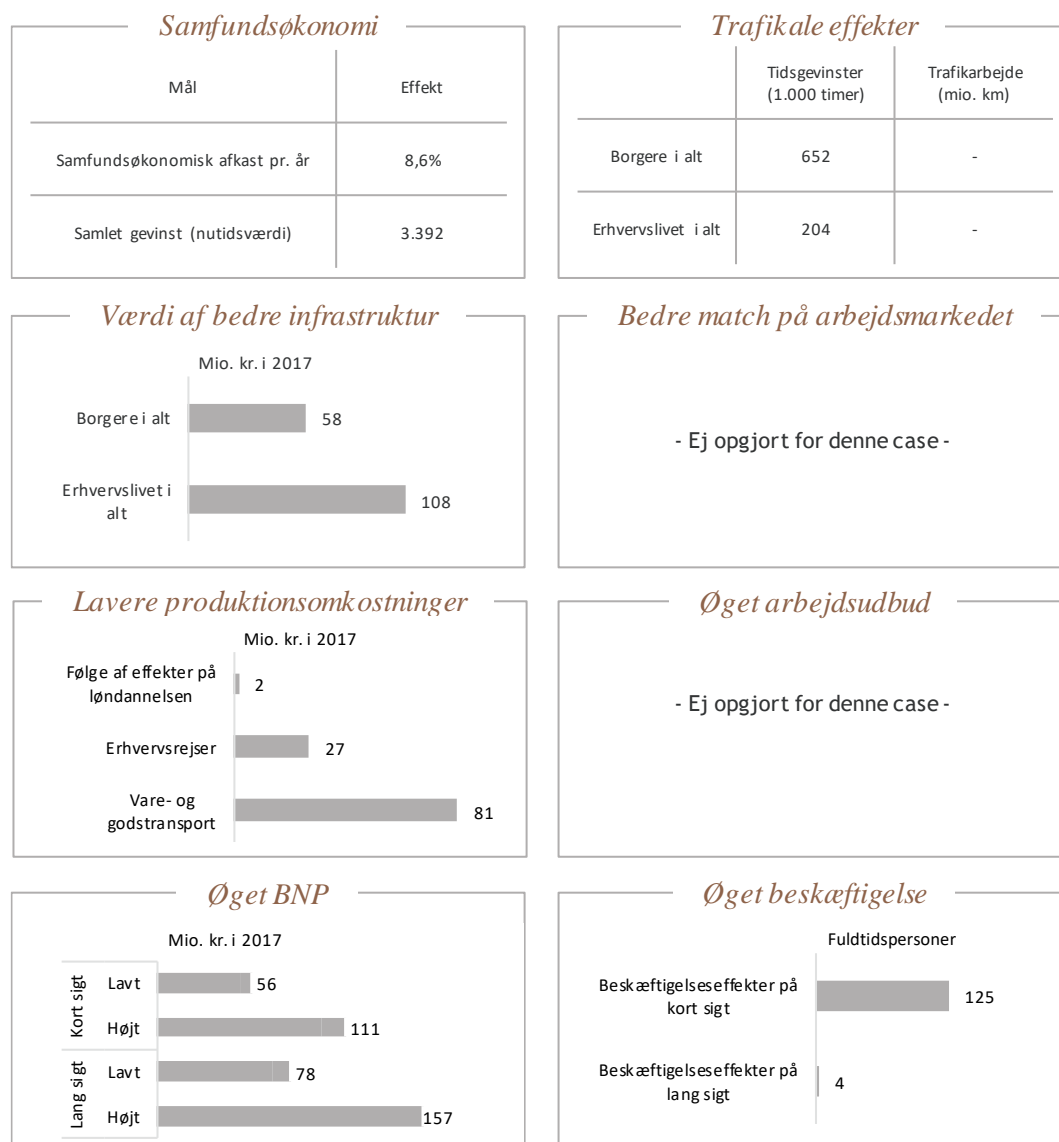 Samfundsøkonomi
Mål Effekt
Samfundsøkonomisk afkast pr. år 8,6%
Samlet gevinst (nutidsværdi) 3.392
Trafikale effekter
Tidsgevinster Trafikarbejde
(1.000 timer) (mio. km)
Borgere i alt 652 -
Erhvervslivet i alt 204 -
Værdi af bedre infrastruktur
Mio. kr. i 2017
Borgere i alt 58
Erhvervslivet i
alt 108
Bedre match på arbejdsmarkedet
- Ej opgjort for denne case -
Lavere produktionsomkostninger
Mio. kr. i 2017
Følge af effekter på
løndannelsen 2
Erhvervsrejser 27
Vare- og
godstransport 81
Øget arbejdsudbud
- Ej opgjort for denne case -
Øget BNP
Mio. kr. i 2017
Kort sigt
Lavt 56
Højt 111
Lang sigt
Lavt 78
Højt 157
Øget beskæftigelse
Fuldtidspersoner
Beskæftigelseseffekter på
kort sigt 125
Beskæftigelseseffekter på
lang sigt 4